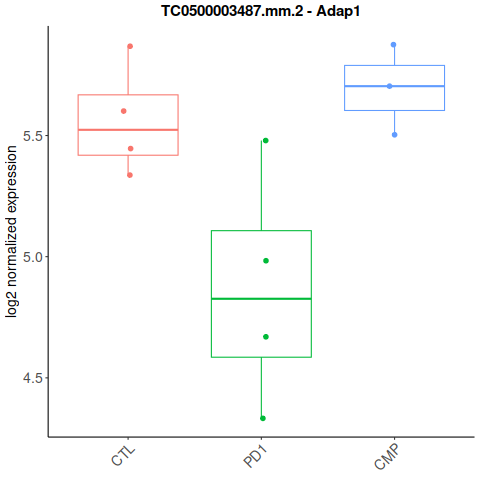 TC0500003487.mm.2 - Adap1
log2 normalized expression
5.5
5.0
4.5
CTL
PD1
CMP